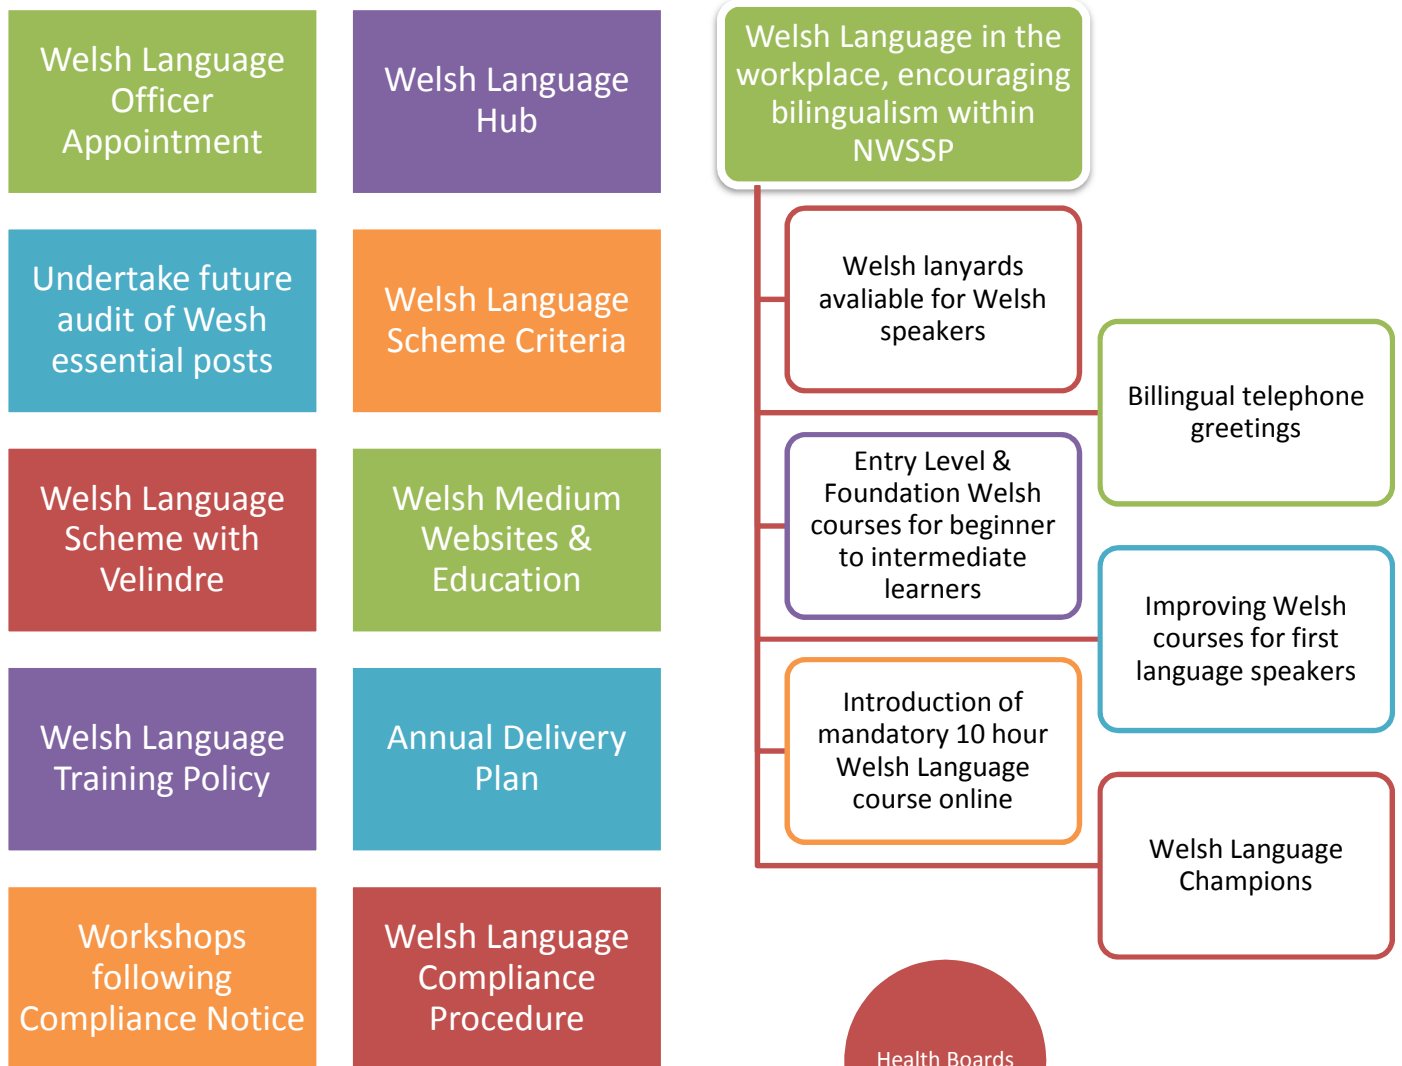 Welsh Language
Officer
Appointment
Welsh Language
Hub
Undertake future
audit of Wesh
essential posts
Welsh Language
Scheme Criteria
Welsh Language
Scheme with
Velindre
Welsh Medium
Websites &
Education
Welsh Language
Training Policy
Annual Delivery
Plan
Workshops
following
Compliance Notice
Welsh Language
Compliance
Procedure
Welsh Language in the
workplace, encouraging
bilingualism within
NWSSP
Welsh lanyards
avaliable for Welsh
speakers
Billingual telephone
greetings
Entry Level &
Foundation Welsh
courses for beginner
to intermediate
learners
Improving Welsh
courses for first
language speakers
Introduction of
mandatory 10 hour
Welsh Language
course online
Welsh Language
Champions
Health Boards